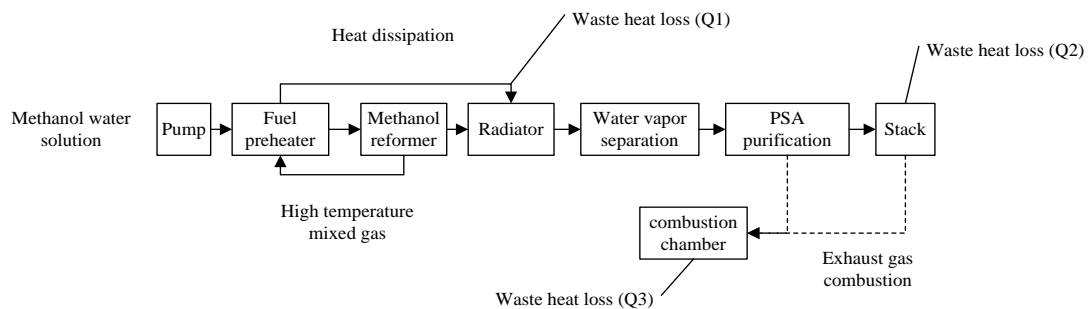 Waste heat loss (Q1)
Heat dissipation
Waste heat loss (Q2)
Methanol water
solution
Pump
Fuel
preheater
Methanol
reformer
Radiator
Water vapor
separation
PSA
purification
Stack
High temperature
mixed gas
combustion
chamber
Exhaust gas
combustion
Waste heat loss (Q3)